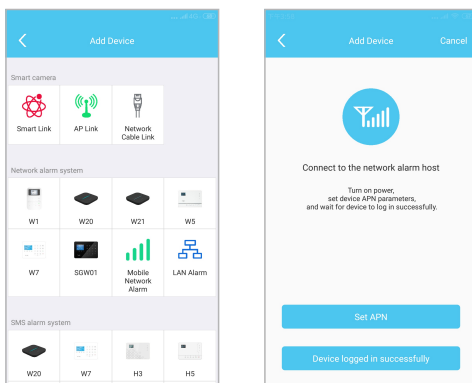 Add Device
Smart camera
Smart Link
AP Link
Network
Cable Link
Network alarm system
W1
W20
W21
W5
W7
SGW01
Mobile
Network
Alarm
LAN Alarm
SMS alarm system
W20
W7
H3
H5
Add Device
Cancel
Connect to the network alarm host
Turn on power,
set device APN parameters,
and wait for device to log in successfully.
Set APN
Device logged in successfully